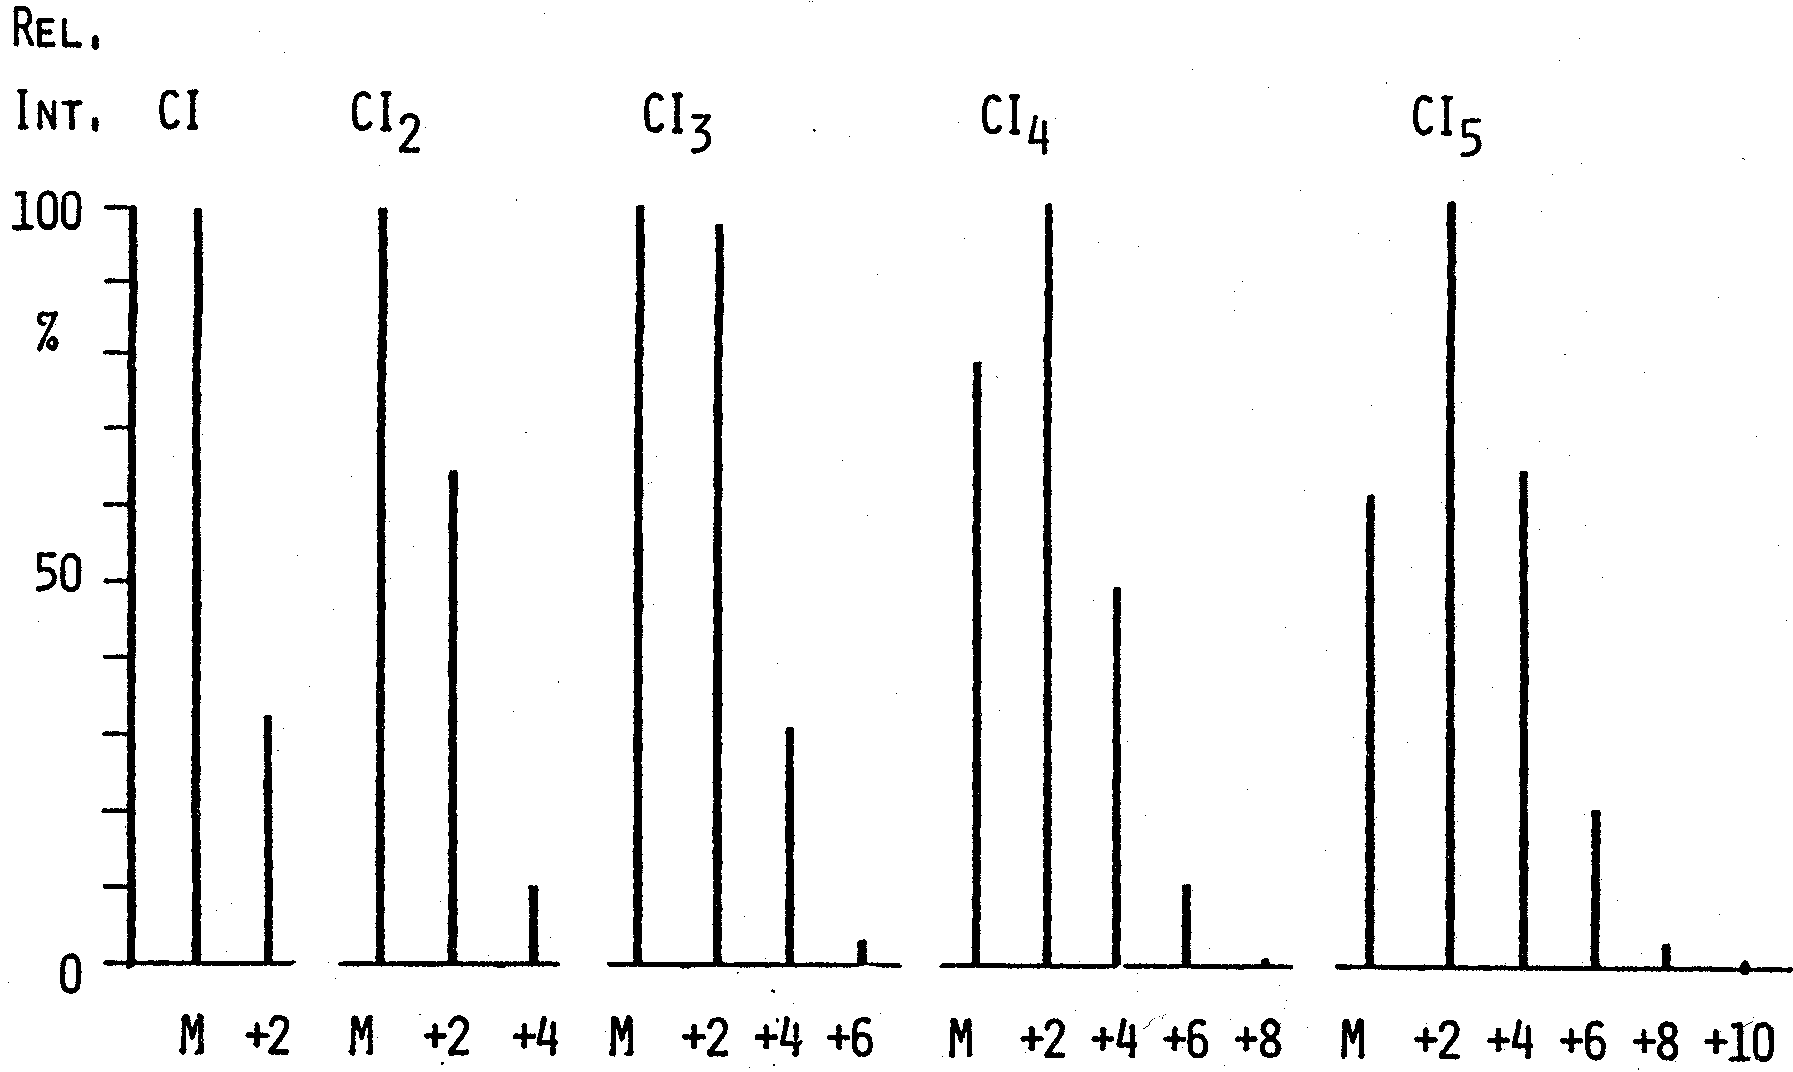 REL.
INT. CI CI2 CI3 CI4 CI5
100
%
50
0
M +2 M +2 +4 M +2 +4 +6 M +2 +4 +6 +8 M +2 +4 +6 +8 +10